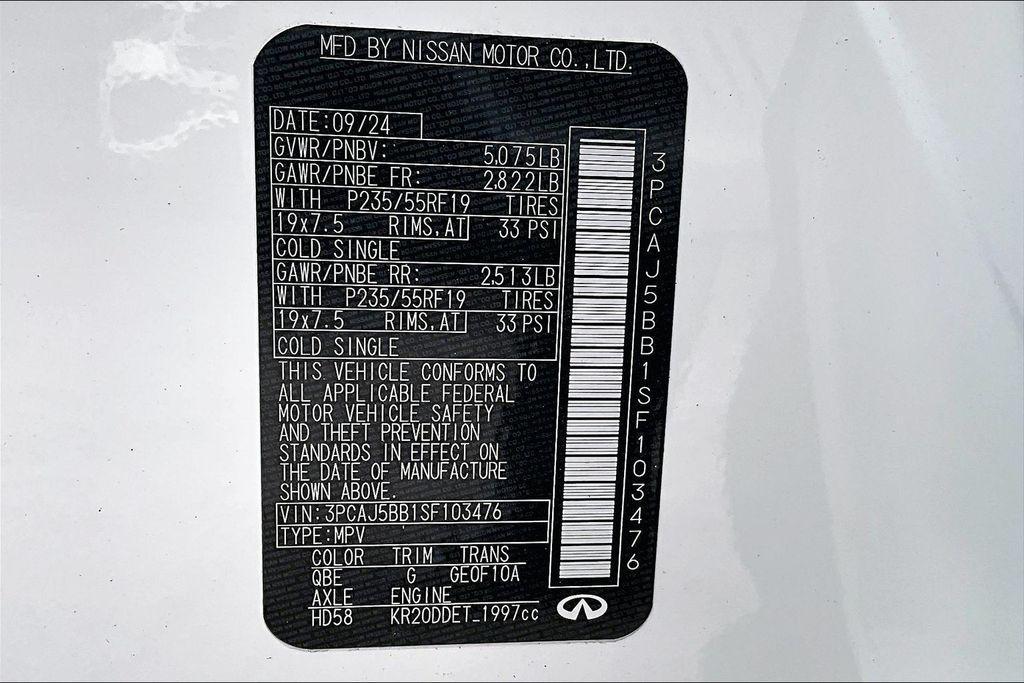 MFD BY NISSAN MOTOR CO.,LTD.
DATE:09/24
GVWR/PNBV: 5,075LB
GAWR/PNBE FR: 2,822LB
WITH P235/55RF19 TIRES
19x7.5 RIMS,AT 33 PSI
COLD SINGLE
GAWR/PNBE RR: 2,513LB
WITH P235/55RF19 TIRES
19x7.5 RIMS,AT 33 PSI
COLD SINGLE
THIS VEHICLE CONFORMS TO
ALL APPLICABLE FEDERAL
MOTOR VEHICLE SAFETY
AND THEFT PREVENTION
STANDARDS IN EFFECT ON
THE DATE OF MANUFACTURE
SHOWN ABOVE.
VIN:3PCAJ5BB1SF103476
TYPE:MPV
COLOR TRIM TRANS
QBE G GE0F10A
AXLE ENGINE
HD58 KR20DDET_1997cc
3PCAJ5BB1SF103476